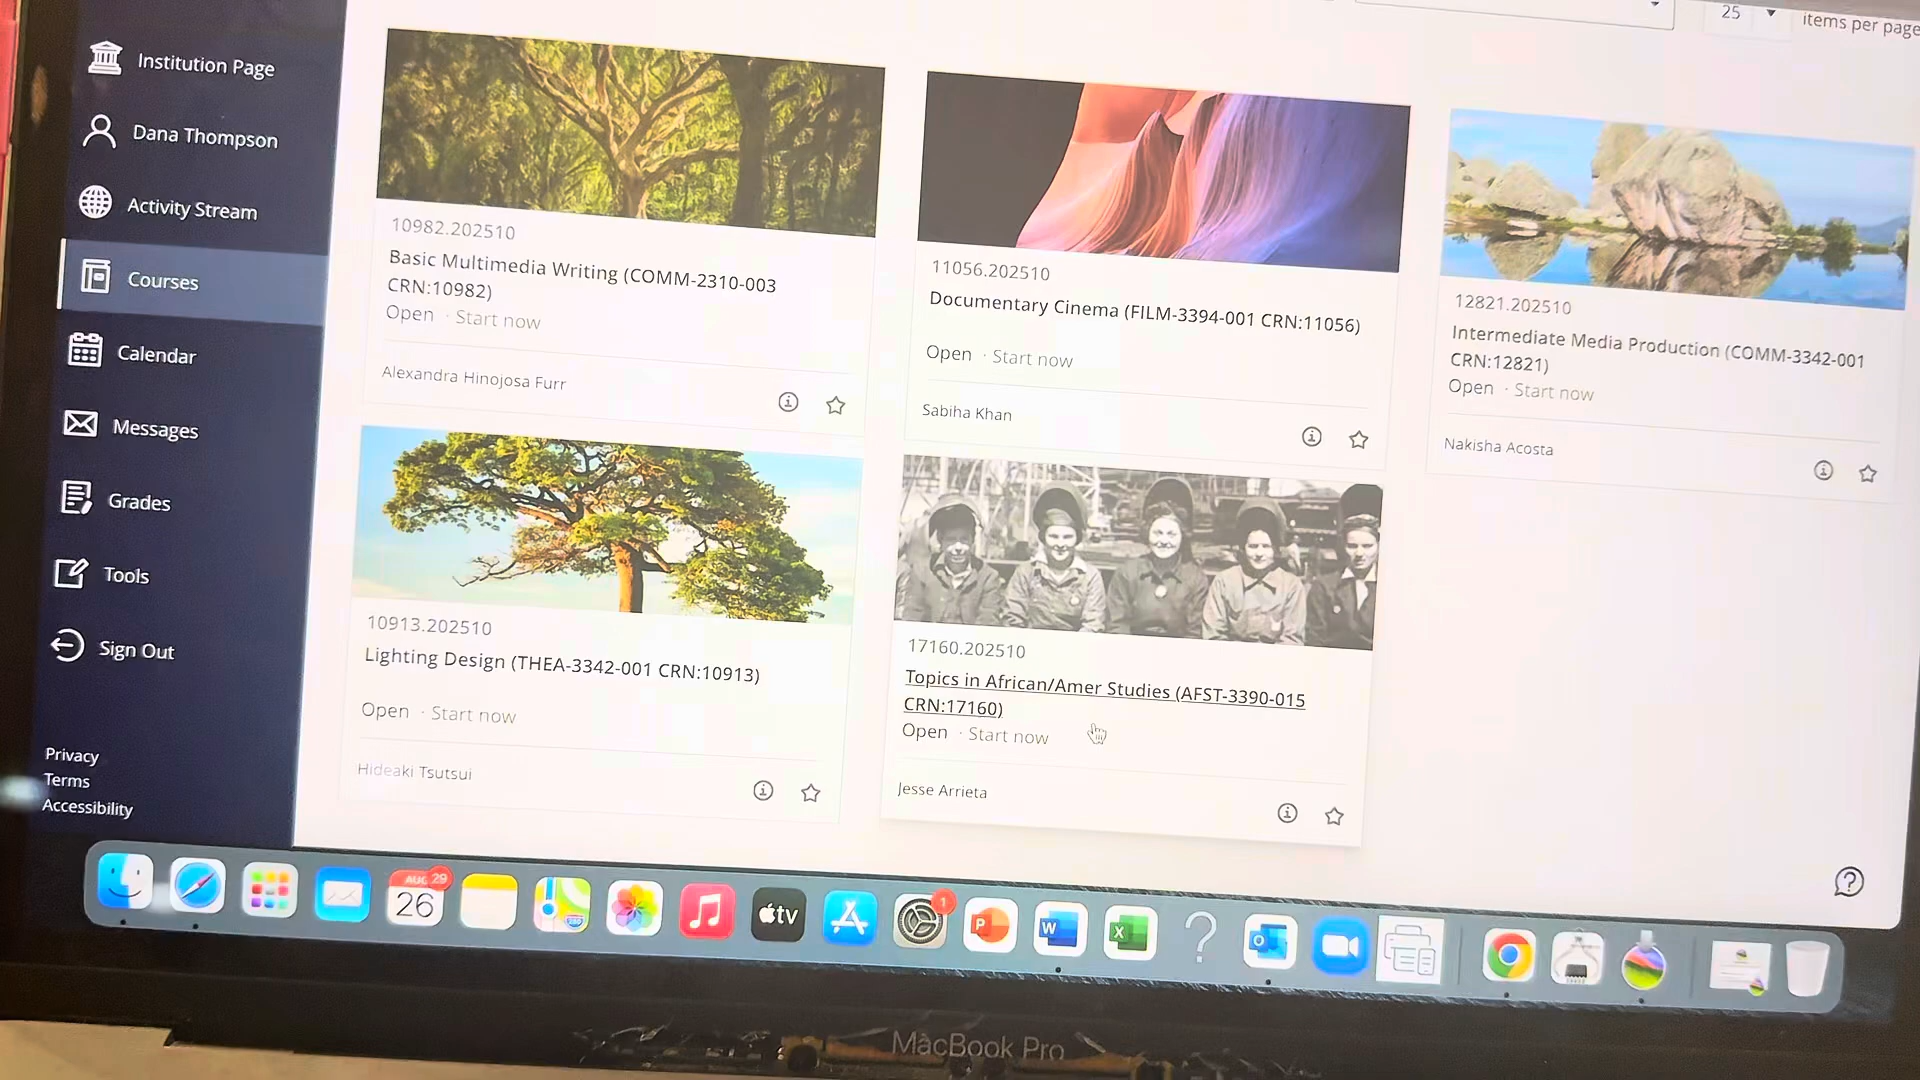 25
items per page
Institution Page
Dana Thompson
Activity Stream
Courses
Calendar
Messages
Grades
Tools
Sign Out
Privacy
Terms
Accessibility
10982.202510
Basic Multimedia Writing (COMM-2310-003
CRN:10982)
Open · Start now
Alexandra Hinojosa Furr
11056.202510
Documentary Cinema (FILM-3394-001 CRN:11056)
Open · Start now
Sabiha Khan
12821.202510
Intermediate Media Production (COMM-3342-001
CRN:12821)
Open · Start now
Nakisha Acosta
10913.202510
Lighting Design (THEA-3342-001 CRN:10913)
Open · Start now
Hideaki Tsutsui
17160.202510
Topics in African/Amer Studies (AFST-3390-015
CRN:17160)
Open · Start now
Jesse Arrieta
AUG 29
26
tv
1
P
W
X
?
O
MacBook Pro